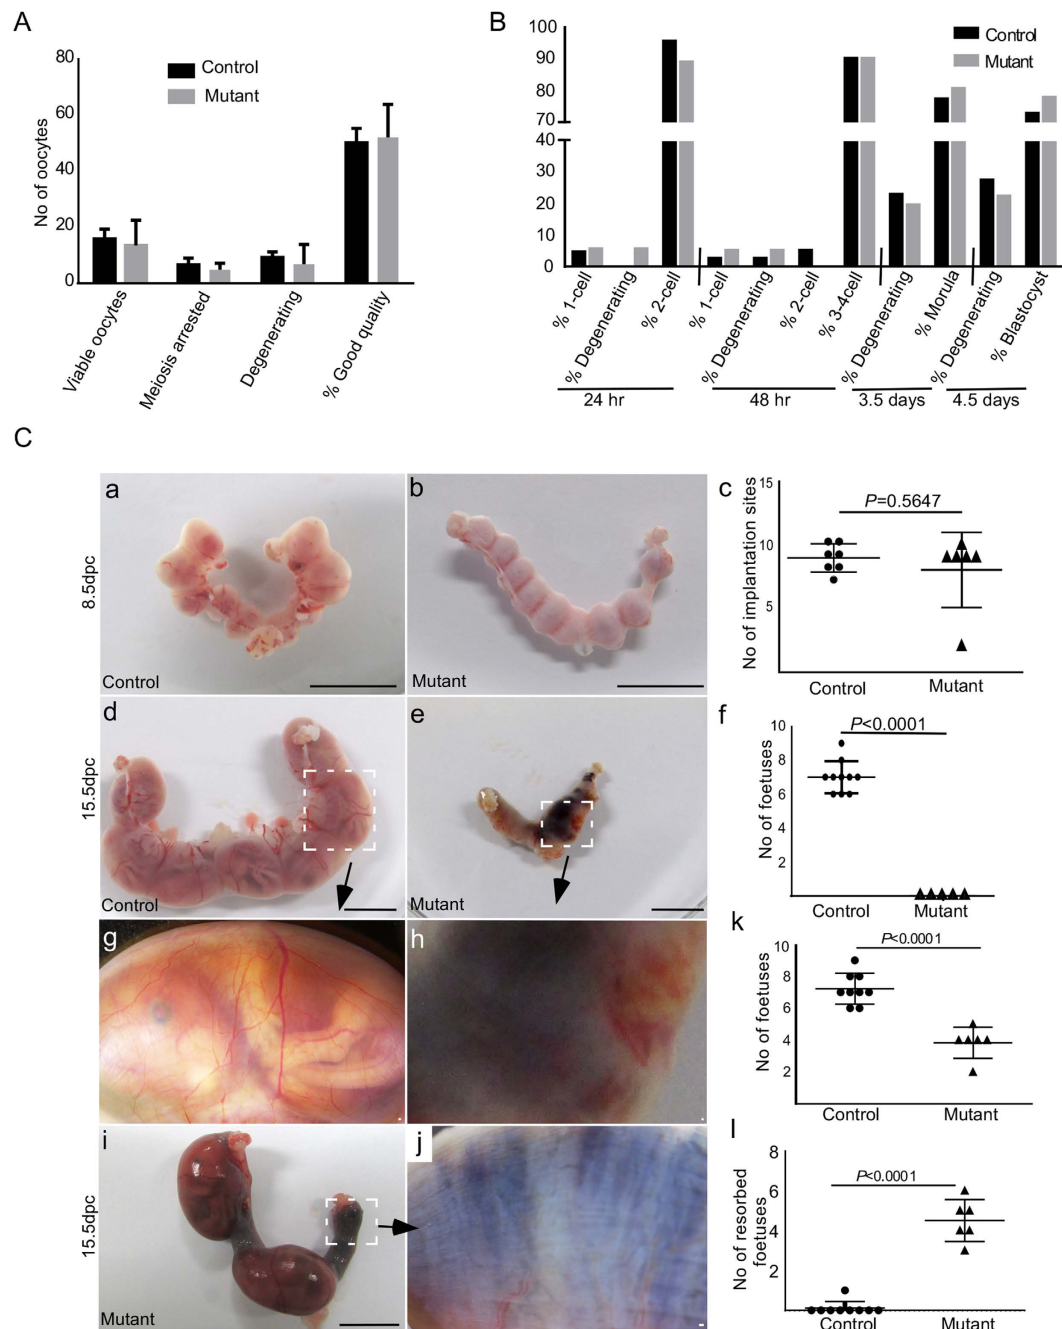 A
No of oocytes
80
60
40
20
0
Control
Mutant
Viable oocytes
Meiosis arrested
Degenerating
% Good quality
B
100
90
80
70
40
30
20
10
0
Control
Mutant
% 1-cell
% Degenerating
% 2-cell
% 1-cell
% Degenerating
% 2-cell
% 3-4cell
% Degenerating
% Morula
% Degenerating
% Blastocyst
24 hr
48 hr
3.5 days
4.5 days
C
8.5dpc
a
Control
b
Mutant
c
No of implantation sites
15
10
5
P=0.5647
Control
Mutant
15.5dpc
d
Control
e
Mutant
f
No of foetuses
10
8
6
4
2
P<0.0001
Control
Mutant
g
h
k
No of foetuses
10
8
6
4
2
P<0.0001
Control
Mutant
15.5dpc
i
Mutant
j
l
No of resorbed
foetuses
8
6
4
2
P<0.0001
Control
Mutant